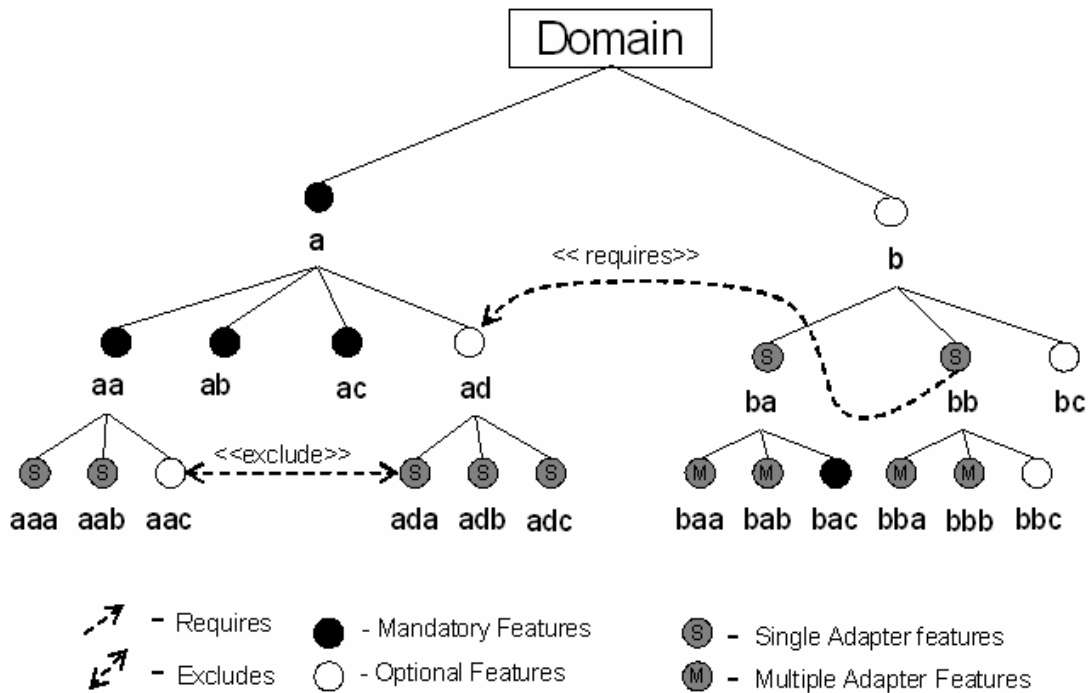 Domain
a
b
<< requires>>
aa
ab
ac
ad
ba
bb
bc
<<exclude>>
S
S
S
S
S
S
S
M
M
M
M
aaa
aab
aac
ada
adb
adc
baa
bab
bac
bba
bbb
bbc
- Requires
- Mandatory Features
S - Single Adapter features
- Excludes
- Optional Features
M - Multiple Adapter Features